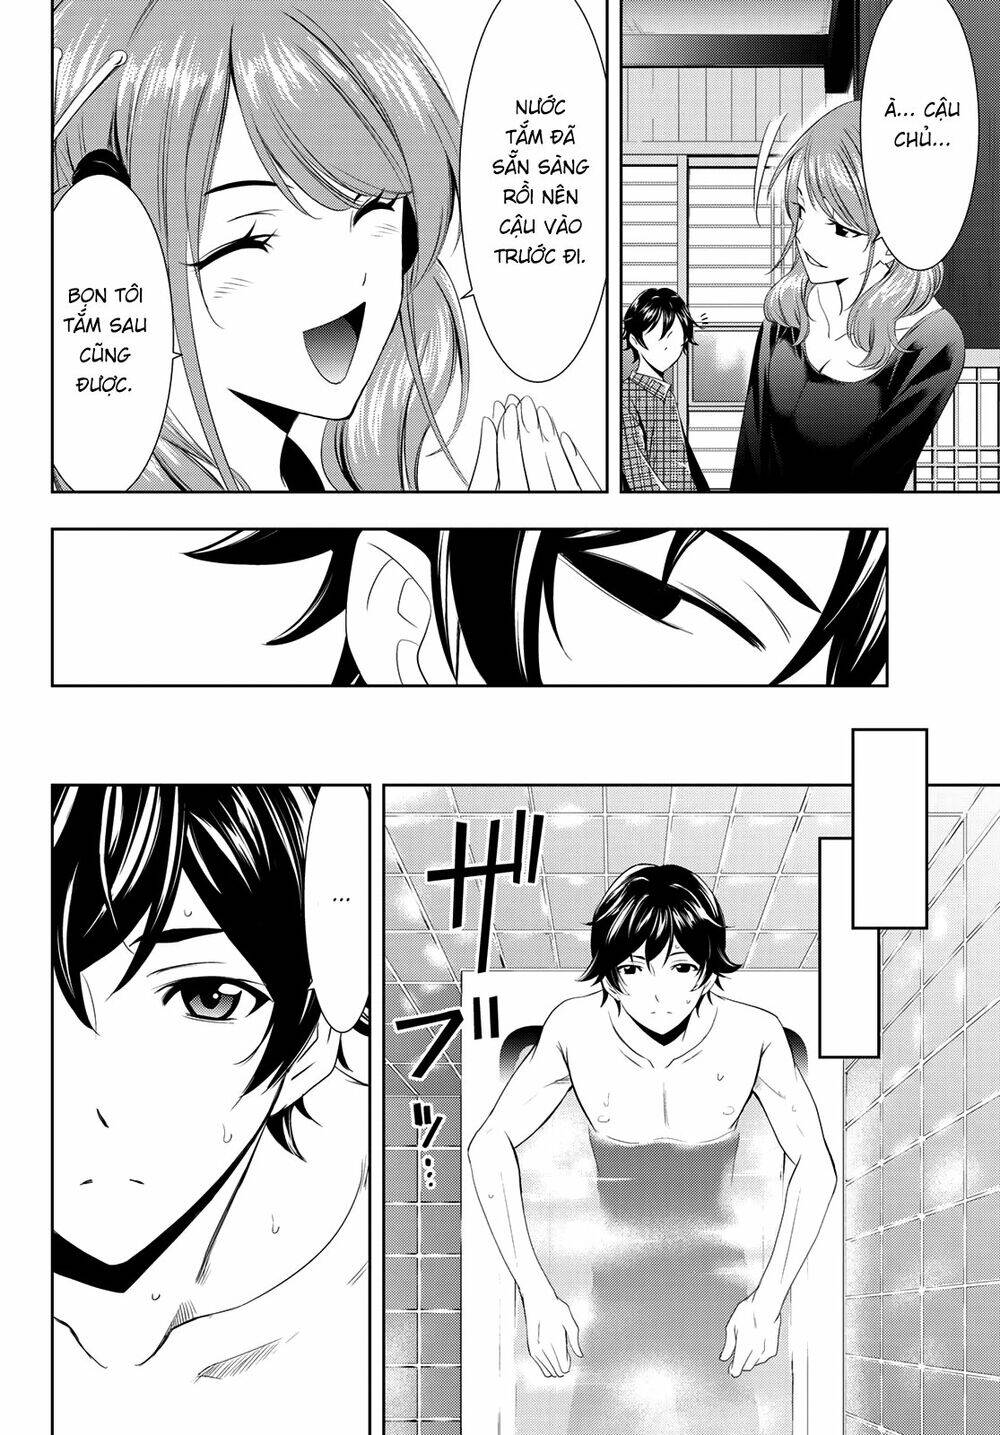 À... CẬU
CHỦ...
NƯỚC
TẮM ĐÃ
SẴN SÀNG
RỒI NÊN
CẬU VÀO
TRƯỚC ĐI.
BỌN TÔI
TẮM SAU
CŨNG
ĐƯỢC.
ザブッ…
...